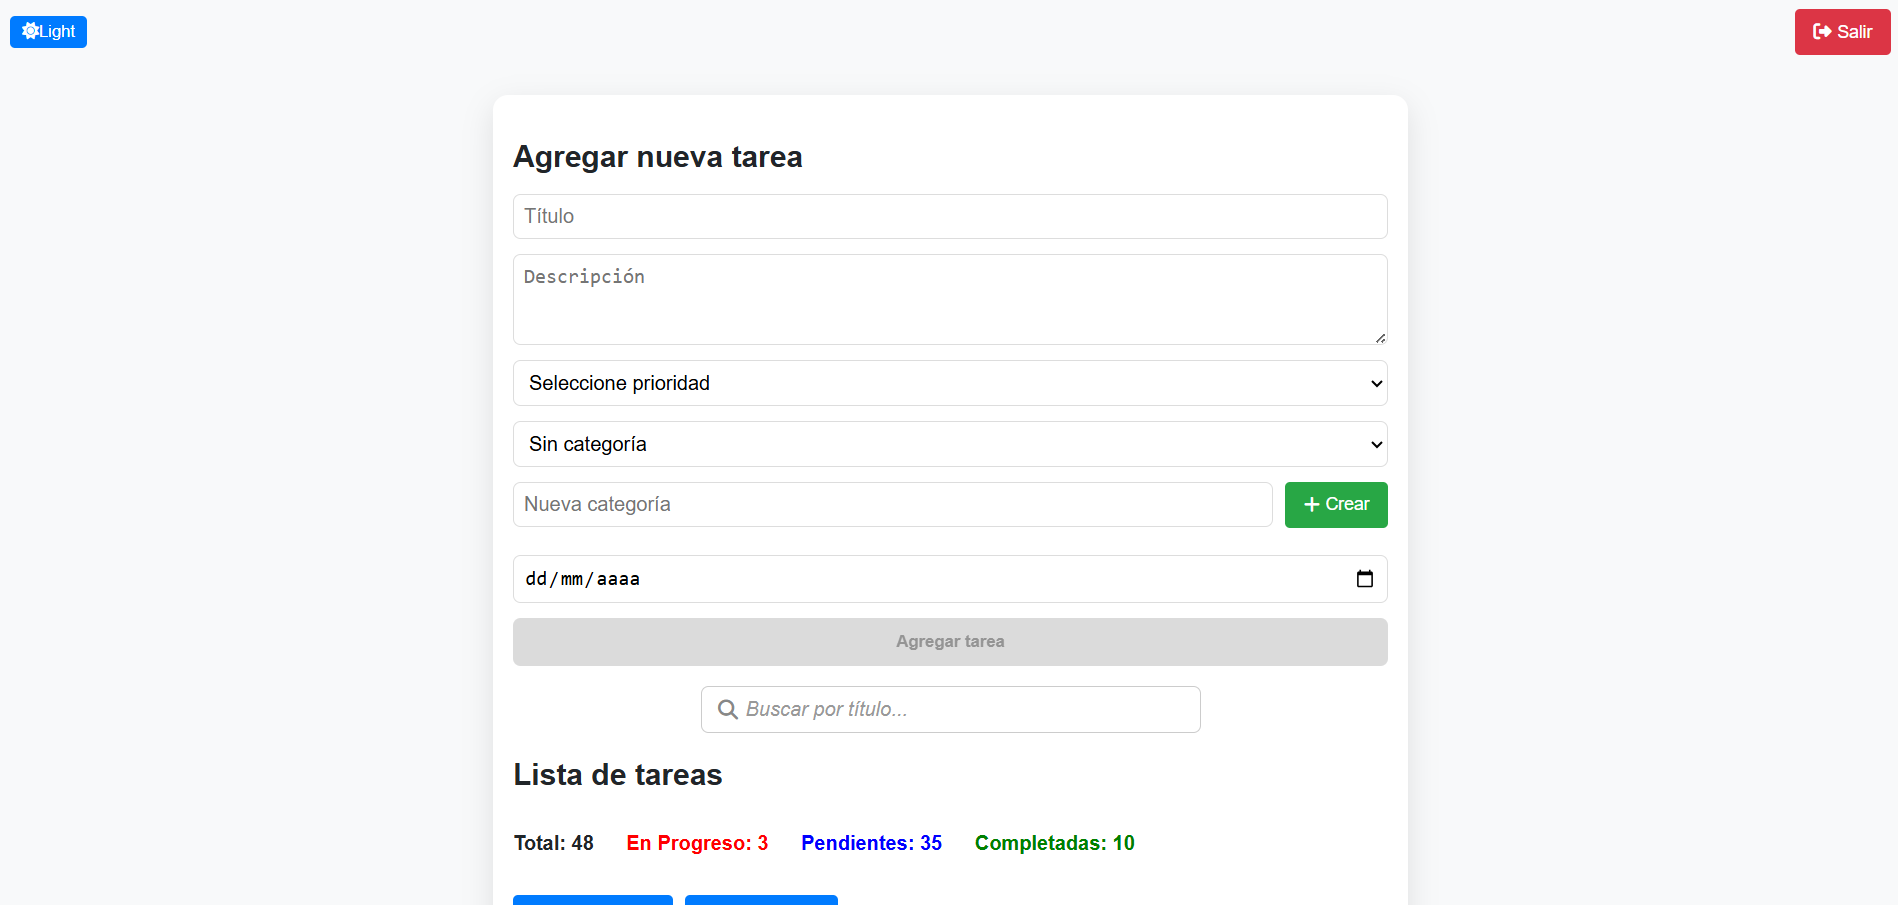 Light
Salir
Agregar nueva tarea
Título
Descripción
Seleccione prioridad
Sin categoría
Nueva categoría
Crear
dd/mm/aaaa
Agregar tarea
Buscar por título...
Lista de tareas
Total: 48 En Progreso: 3 Pendientes: 35 Completadas: 10